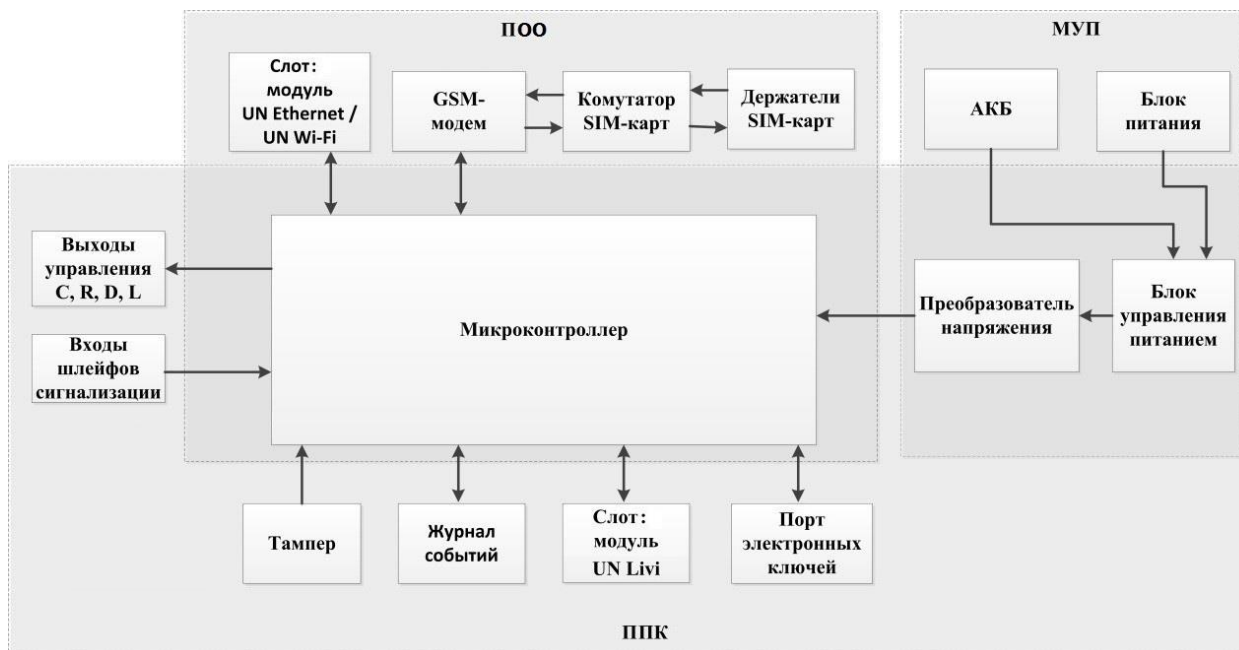 ПОО
МУП
Слот:
модуль
UN Ethernet /
UN Wi-Fi
GSM-
модем
Комутатор
SIM-карт
Держатели
SIM-карт
АКБ
Блок
питания
Выходы
управления
C, R, D, L
Входы
шлейфов
сигнализации
Микроконтроллер
Преобразователь
напряжения
Блок
управления
питанием
Тампер
Журнал
событий
Слот:
модуль
UN Livi
Порт
электронных
ключей
ППК